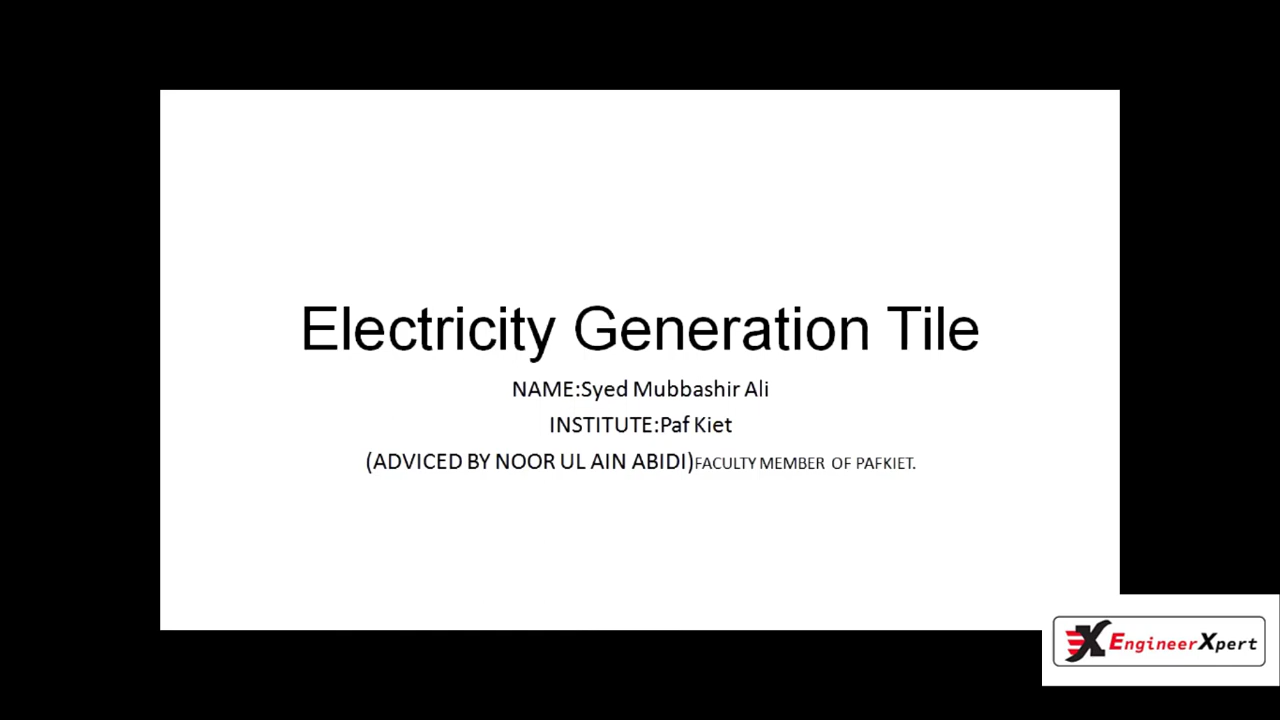 Electricity Generation Tile
NAME:Syed Mubbashir Ali
INSTITUTE:Paf Kiet
(ADVICED BY NOOR UL AIN ABIDI)FACULTY MEMBER OF PAFKIET.
EngineerXpert